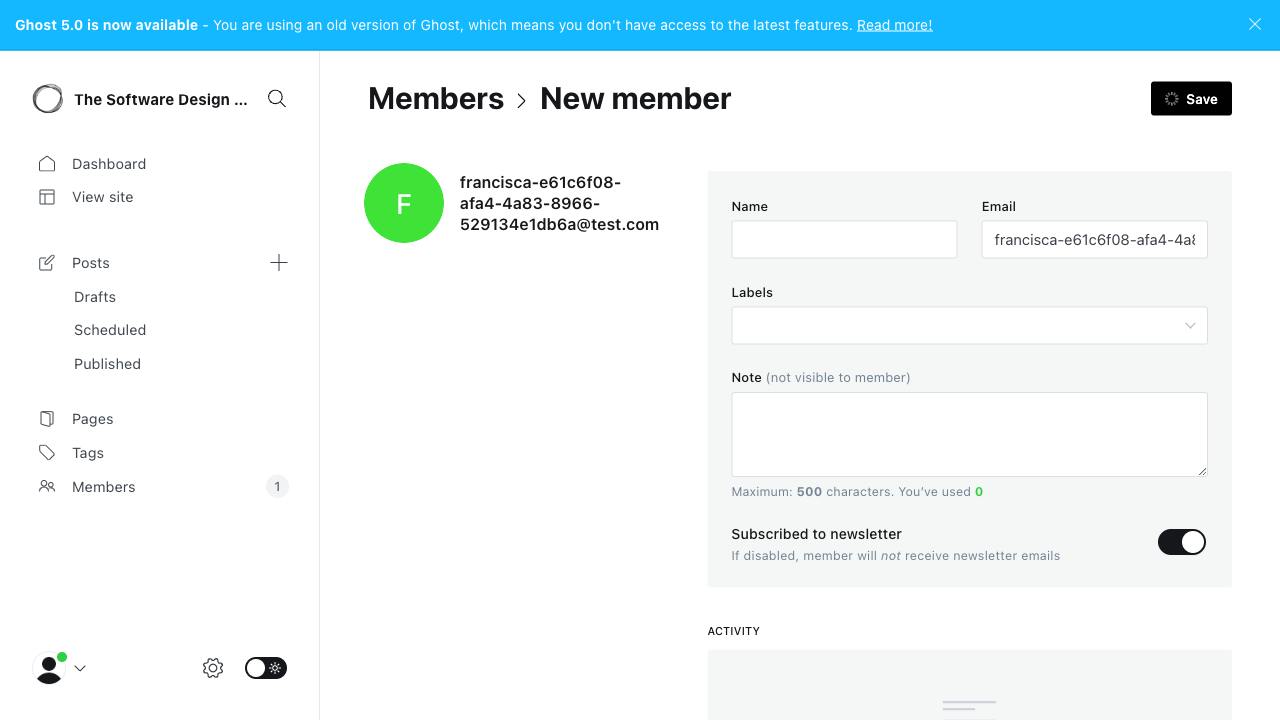 Ghost 5.0 is now available - You are using an old version of Ghost, which means you don't have access to the latest features. Read more!
The Software Design ...
Dashboard
View site
Posts
Drafts
Scheduled
Published
Pages
Tags
Members 1
Members > New member
Save
F
francisca-e61c6f08-
afa4-4a83-8966-
529134e1db6a@test.com
Name
Email
francisca-e61c6f08-afa4-4a8
Labels
Note (not visible to member)
Maximum: 500 characters. You've used 0
Subscribed to newsletter
If disabled, member will not receive newsletter emails
ACTIVITY